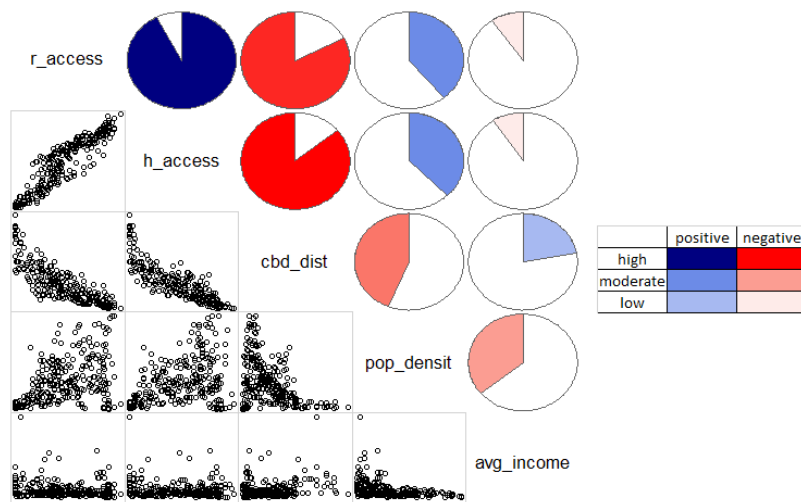 r_access
h_access
cbd_dist
pop_densit
avg_income
positive negative
high
moderate
low